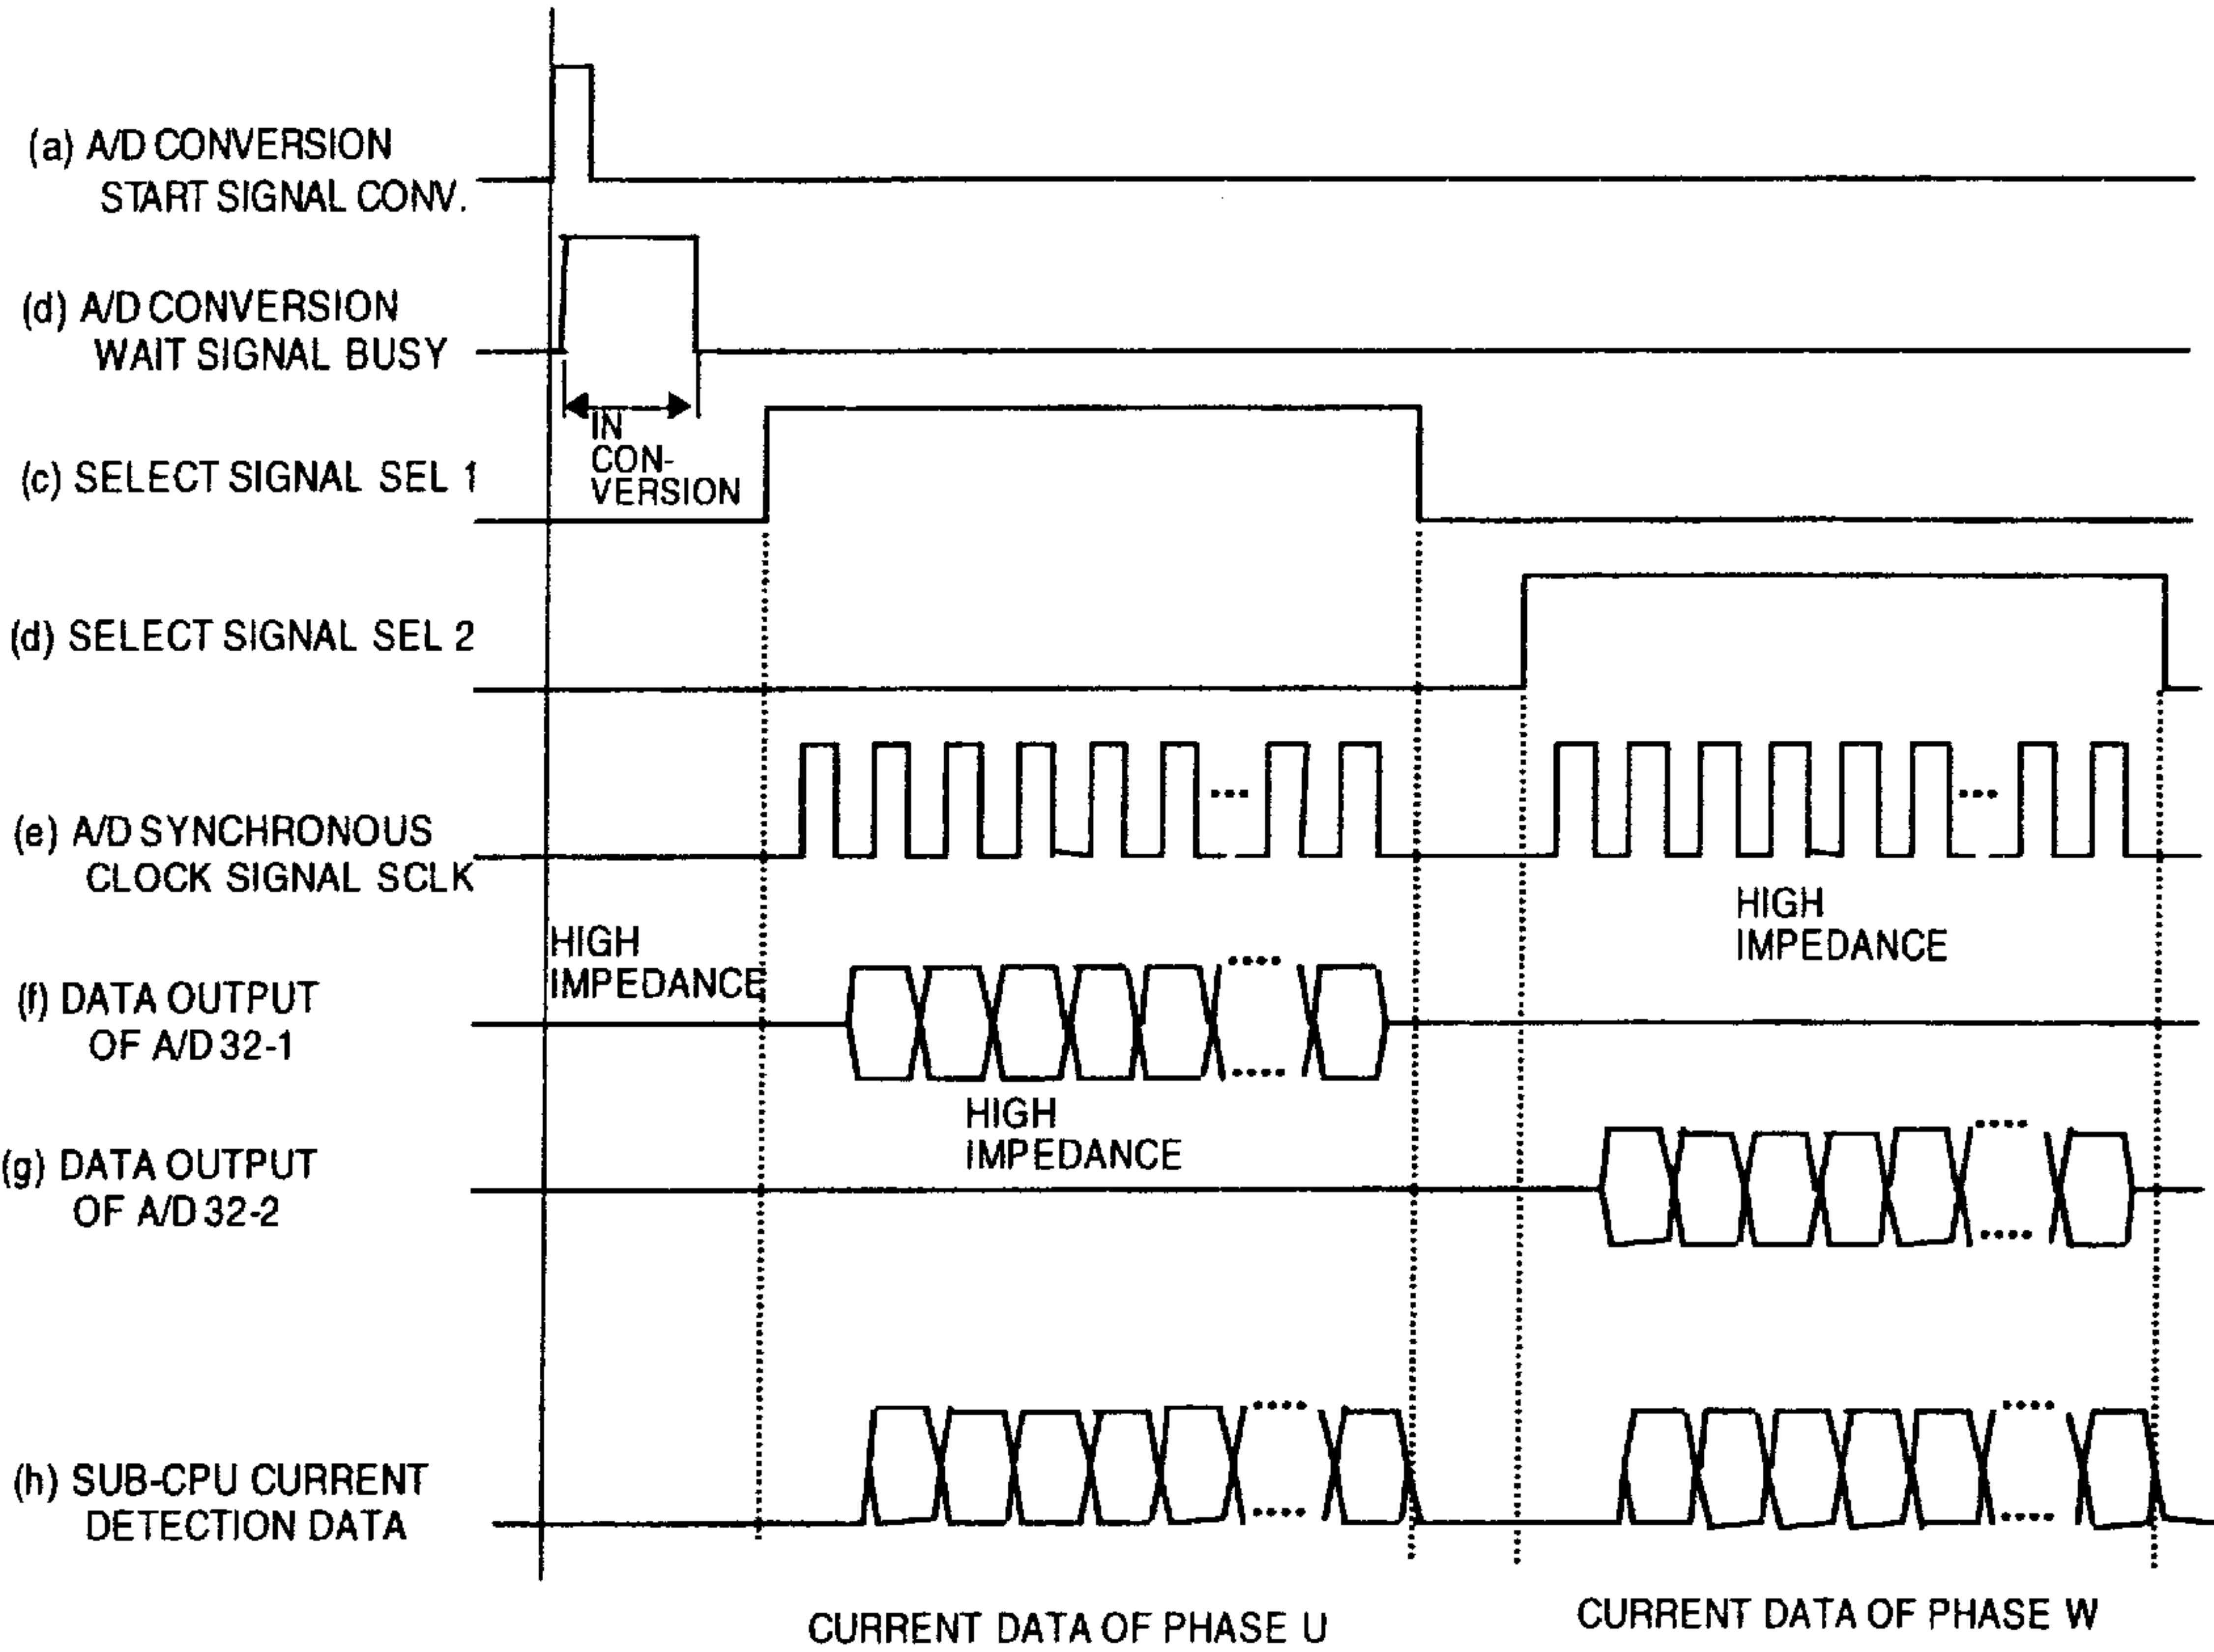 (a) A/D CONVERSION
START SIGNAL CONV.
(d) A/D CONVERSION
WAIT SIGNAL BUSY
IN
CON-
VERSION
(c) SELECT SIGNAL SEL 1
(d) SELECT SIGNAL SEL 2
(e) A/D SYNCHRONOUS
CLOCK SIGNAL SCLK
HIGH
IMPEDANCE
HIGH
IMPEDANCE
(f) DATA OUTPUT
OF A/D 32-1
HIGH
IMPEDANCE
(g) DATA OUTPUT
OF A/D 32-2
(h) SUB-CPU CURRENT
DETECTION DATA
CURRENT DATA OF PHASE U
CURRENT DATA OF PHASE W